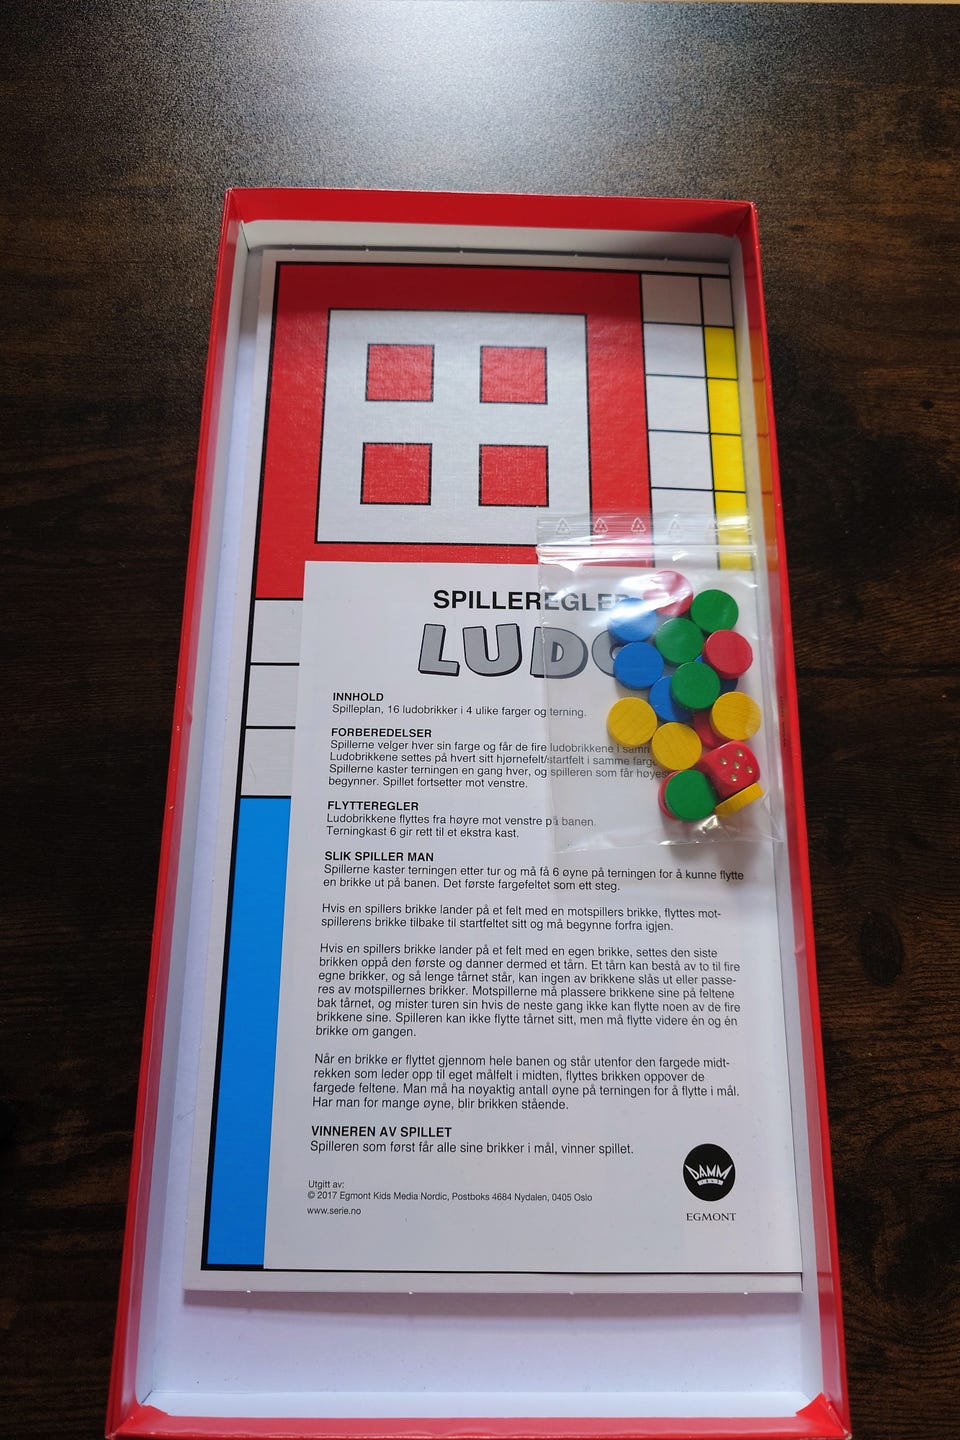 SPILLEREGLER
LUDO
INNHOLD
Spilleplan, 16 ludobrikker i 4 ulike farger og terning.
FORBEREDELSER
Spillerne velger hver sin farge og får de fire ludobrikkene i samm
Ludobrikkene settes på hvert sitt hjørnefelt/startfelt i samme farge
Spillerne kaster terningen en gang hver, og spilleren som får høyes
begynner. Spillet fortsetter mot venstre.
FLYTTEREGLER
Ludobrikkene flyttes fra høyre mot venstre på banen.
Terningkast 6 gir rett til et ekstra kast.
SLIK SPILLER MAN
Spillerne kaster terningen etter tur og må få 6 øyne på terningen for å kunne flytte
en brikke ut på banen. Det første fargefeltet som ett steg.
Hvis en spillers brikke lander på et felt med en motspillers brikke, flyttes mot-
spillerens brikke tilbake til startfeltet sitt og må begynne forfra igjen.
Hvis en spillers brikke lander på et felt med en egen brikke, settes den siste
brikken oppå den første og danner dermed et tårn. Et tårn kan bestå av to til fire
egne brikker, og så lenge tårnet står, kan ingen av brikkene slås ut eller passe-
res av motspillernes brikker. Motspillerne må plassere brikkene sine på feltene
bak tårnet, og mister turen sin hvis de neste gang ikke kan flytte noen av de fire
brikkene sine. Spilleren kan ikke flytte tårnet sitt, men må flytte videre én og én
brikke om gangen.
Når en brikke er flyttet gjennom hele banen og står utenfor den fargede midt-
rekken som leder opp til eget målfelt i midten, flyttes brikken oppover de
fargede feltene. Man må ha nøyaktig antall øyne på terningen for å flytte i mål.
Har man for mange øyne, blir brikken stående.
VINNEREN AV SPILLET
Spilleren som først får alle sine brikker i mål, vinner spillet.
Utgitt av:
© 2017 Egmont Kids Media Nordic, Postboks 4684 Nydalen, 0405 Oslo
www.serie.no
DAMM
EGMONT